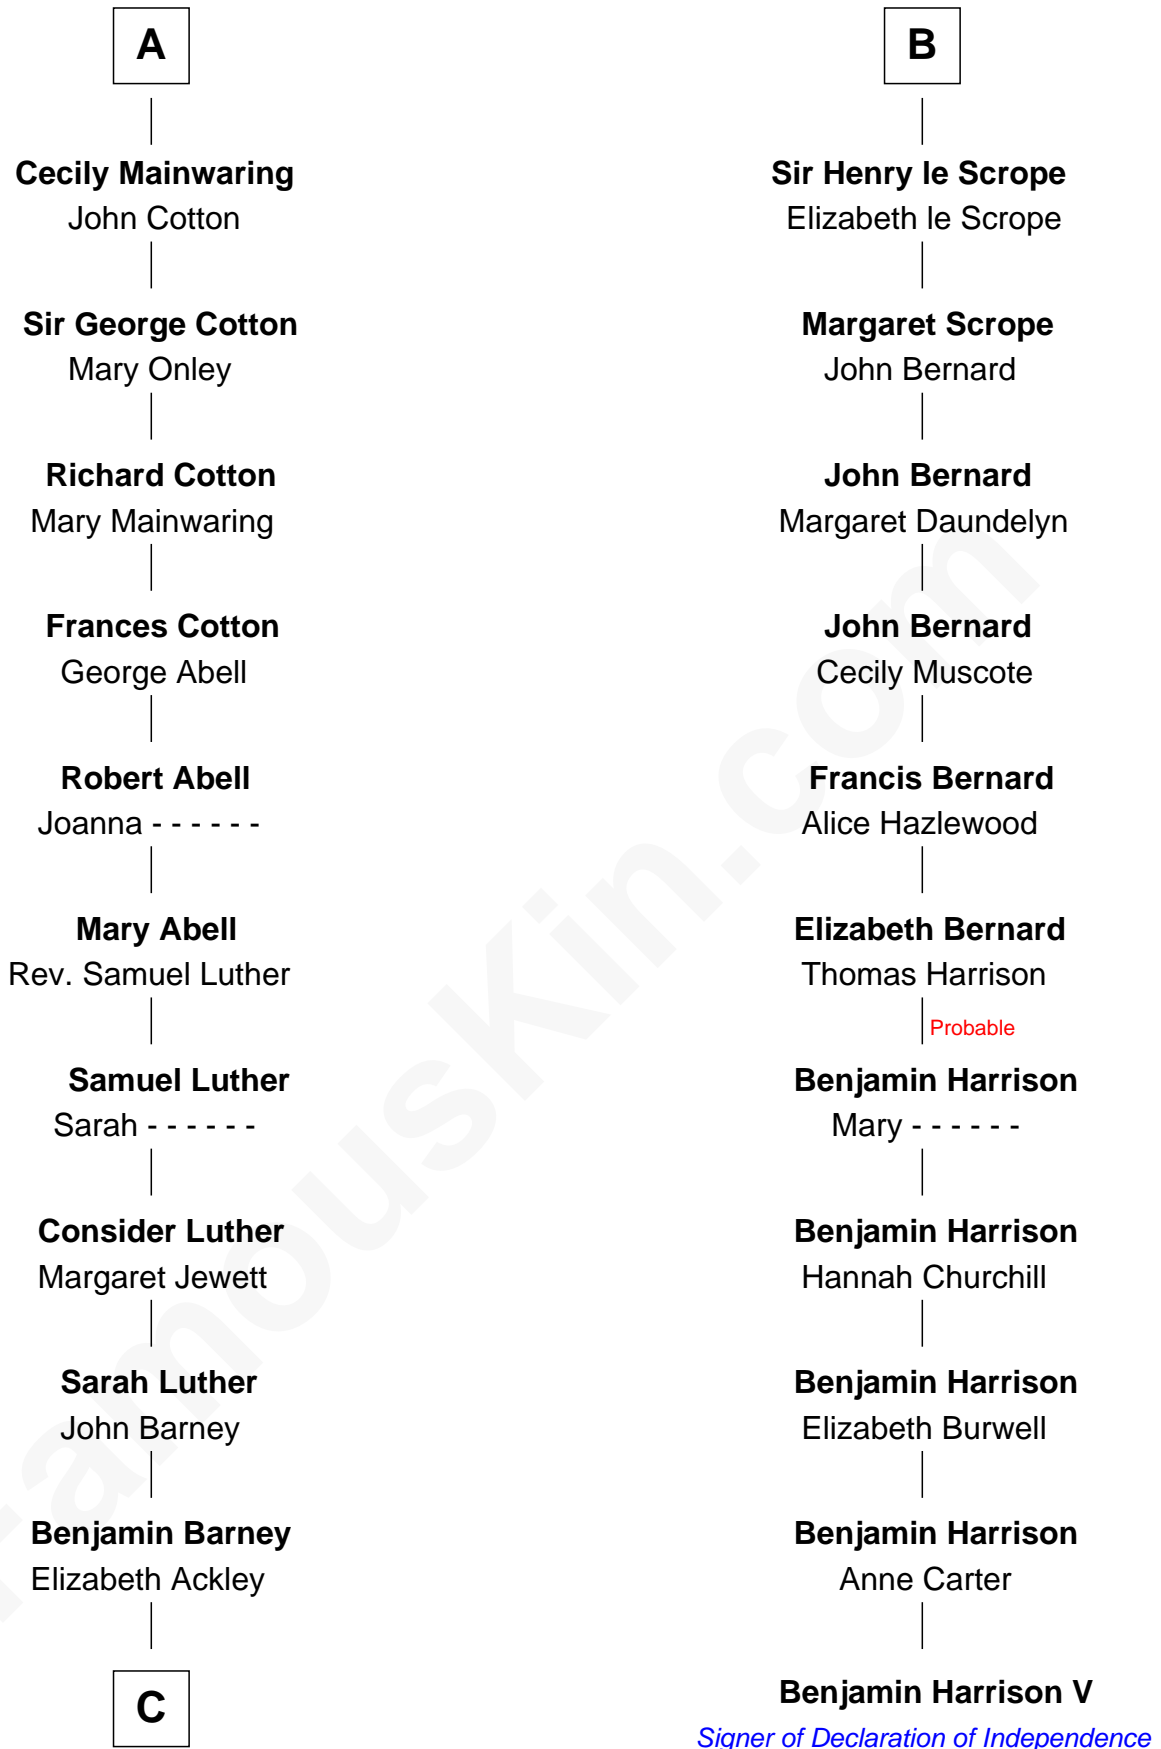 A
Cecily Mainwaring
John Cotton
Sir George Cotton
Mary Onley
Richard Cotton
Mary Mainwaring
Frances Cotton
George Abell
Robert Abell
Joanna - - - - - -
Mary Abell
Rev. Samuel Luther
Samuel Luther
Sarah - - - - - -
Consider Luther
Margaret Jewett
Sarah Luther
John Barney
Benjamin Barney
Elizabeth Ackley
C
B
Sir Henry le Scrope
Elizabeth le Scrope
Margaret Scrope
John Bernard
John Bernard
Margaret Daundelyn
John Bernard
Cecily Muscote
Francis Bernard
Alice Hazlewood
Elizabeth Bernard
Thomas Harrison
Probable
Benjamin Harrison
Mary - - - - - -
Benjamin Harrison
Hannah Churchill
Benjamin Harrison
Elizabeth Burwell
Benjamin Harrison
Anne Carter
Benjamin Harrison V
Signer of Declaration of Independence
FamousKin.com